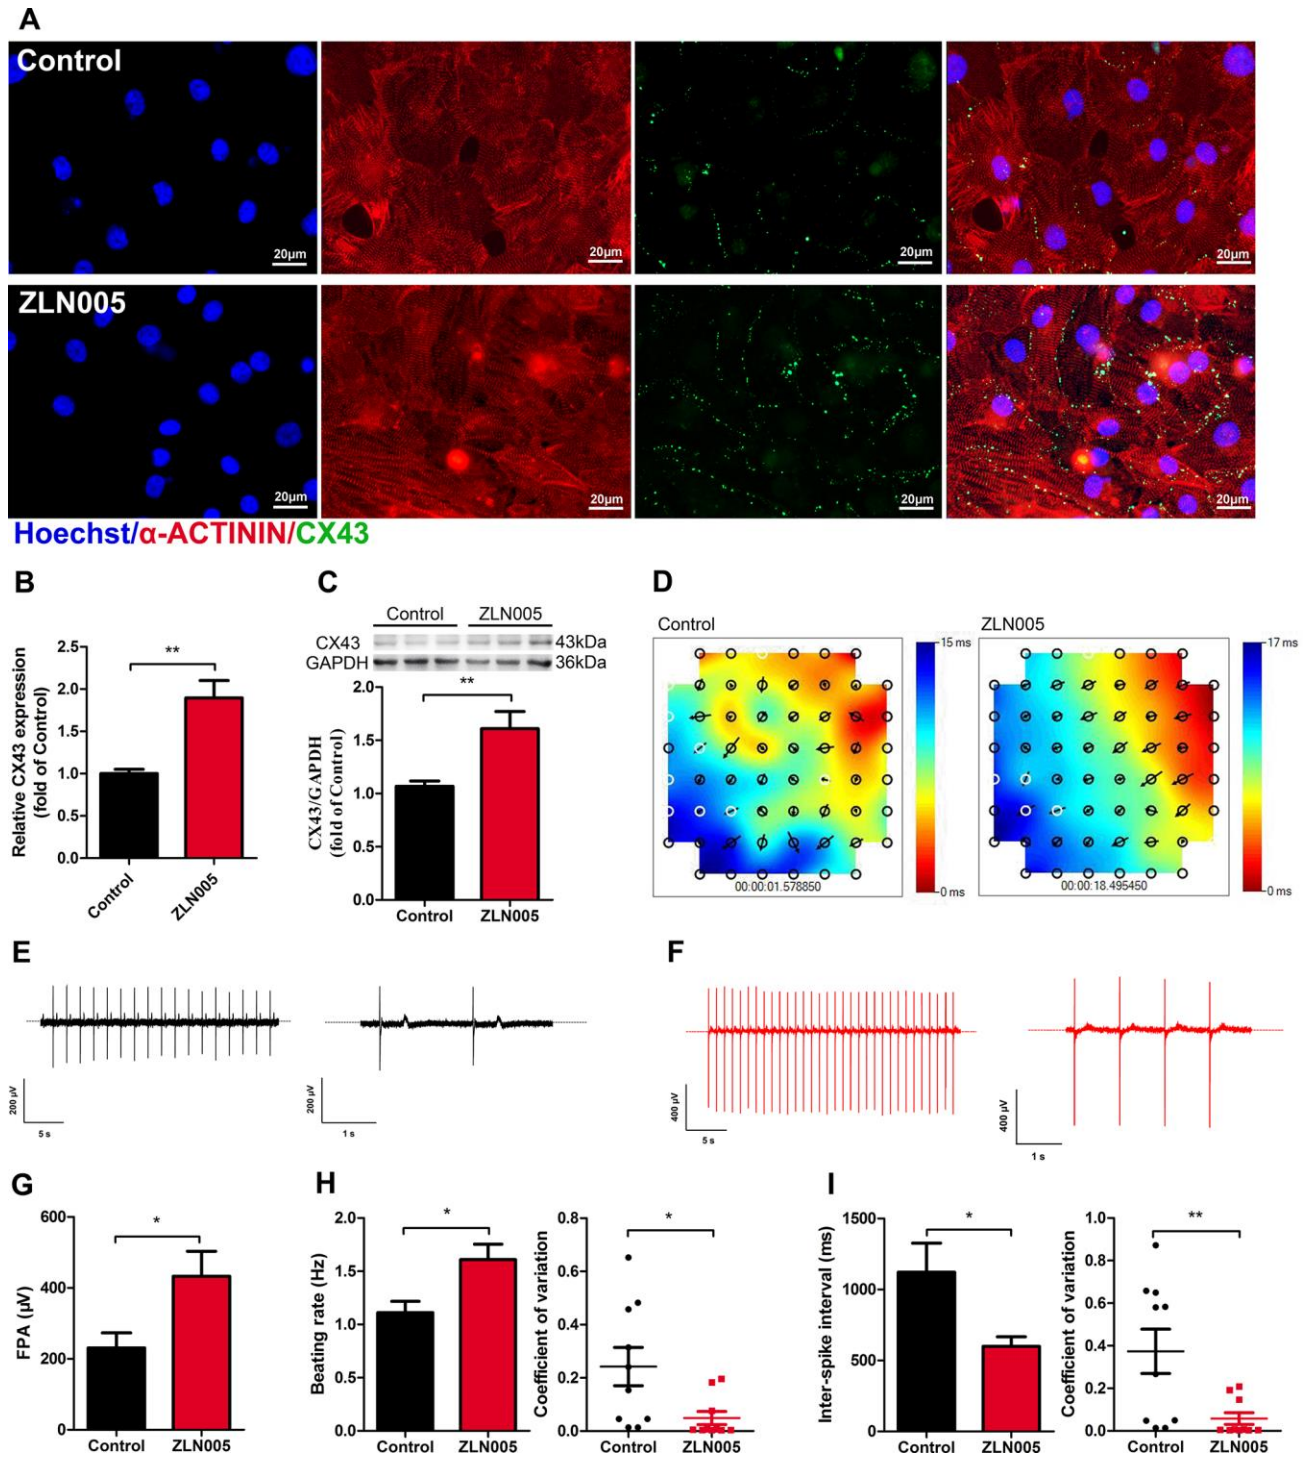 A
Control
20μm
20μm
20μm
20μm
ZLN005
20μm
20μm
20μm
20μm
Hoechst/α-ACTININ/CX43
B
Relative CX43 expression
(fold of Control)
2.5
2.0
1.5
1.0
0.5
0.0
**
Control
ZLN005
C
Control
ZLN005
CX43
43kDa
GAPDH
36kDa
CX43/GAPDH
(fold of Control)
2.0
1.5
1.0
0.5
0.0
**
Control
ZLN005
D
Control
15 ms
0 ms
00:00:01.578850
ZLN005
17 ms
0 ms
00:00:18.495450
E
200 μV
5 s
200 μV
1 s
F
400 μV
5 s
400 μV
1 s
G
FPA (μV)
600
400
200
0
*
Control
ZLN005
H
Beating rate (Hz)
2.0
1.5
1.0
0.5
0.0
*
Control
ZLN005
Coefficient of variation
0.8
0.6
0.4
0.2
0.0
*
Control
ZLN005
I
Inter-spike interval (ms)
1500
1000
500
0
*
Control
ZLN005
Coefficient of variation
1.0
0.8
0.6
0.4
0.2
0.0
**
Control
ZLN005